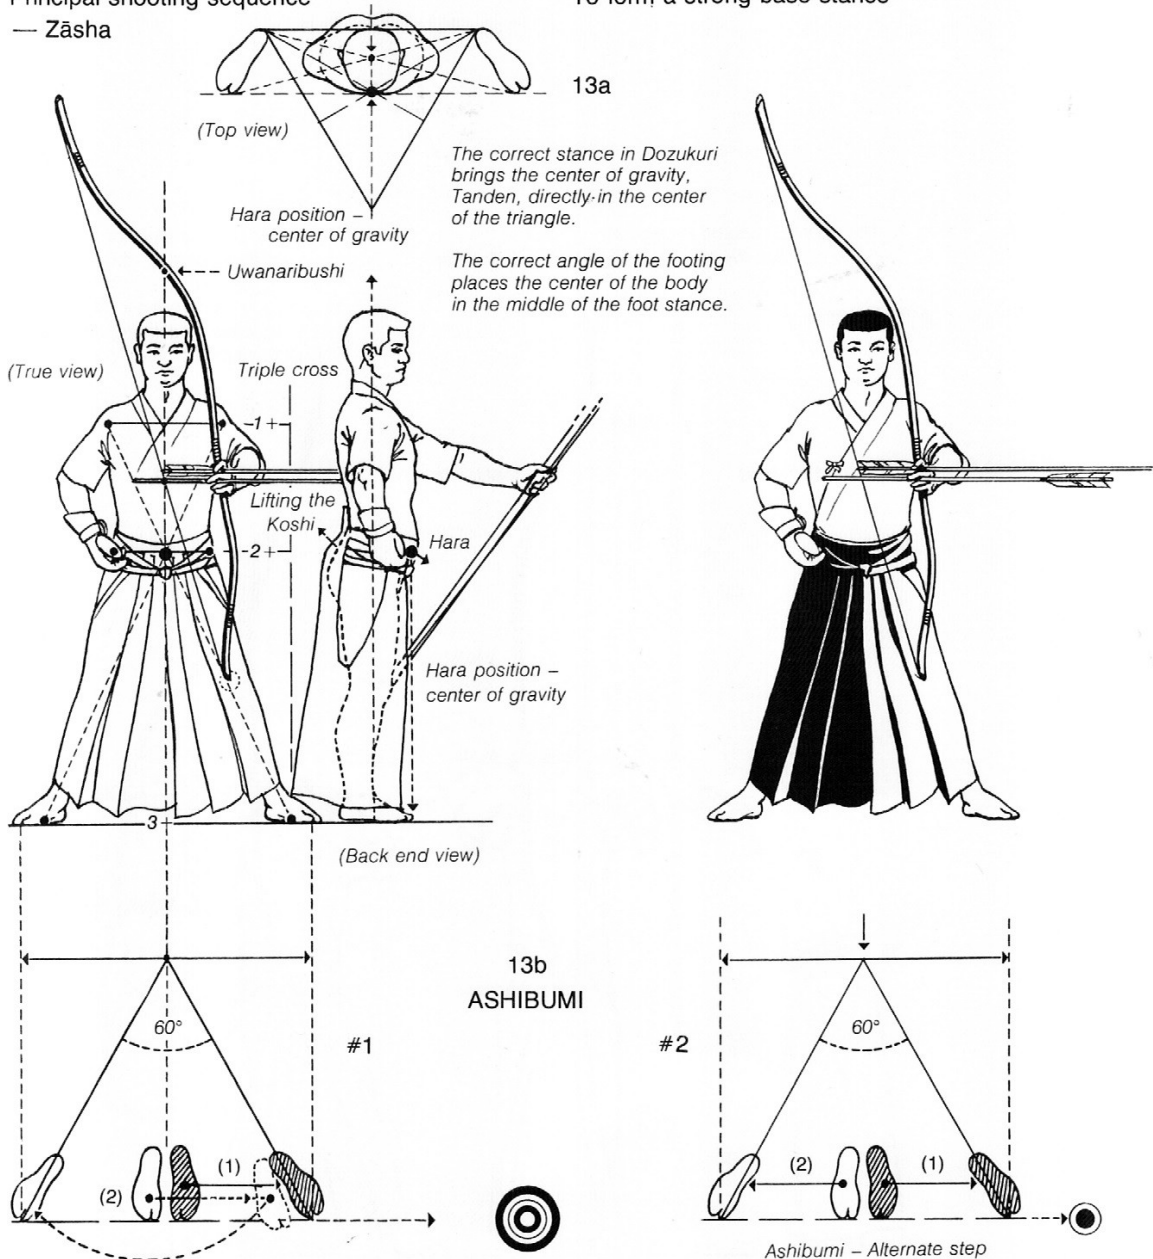 Principal shooting sequence
— Zāsha
To form a strong base stance
13a
(Top view)
The correct stance in Dozukuri
brings the center of gravity,
Tanden, directly in the center
of the triangle.
Hara position –
center of gravity
The correct angle of the footing
places the center of the body
in the middle of the foot stance.
Uwanaribushi
(True view)
Triple cross
-1+-
Lifting the
Koshi
Hara
-2+-
Hara position –
center of gravity
3
(Back end view)
13b
ASHIBUMI
60°
#1
#2
60°
(1)
(2)
(2)
(1)
Ashibumi – Alternate step